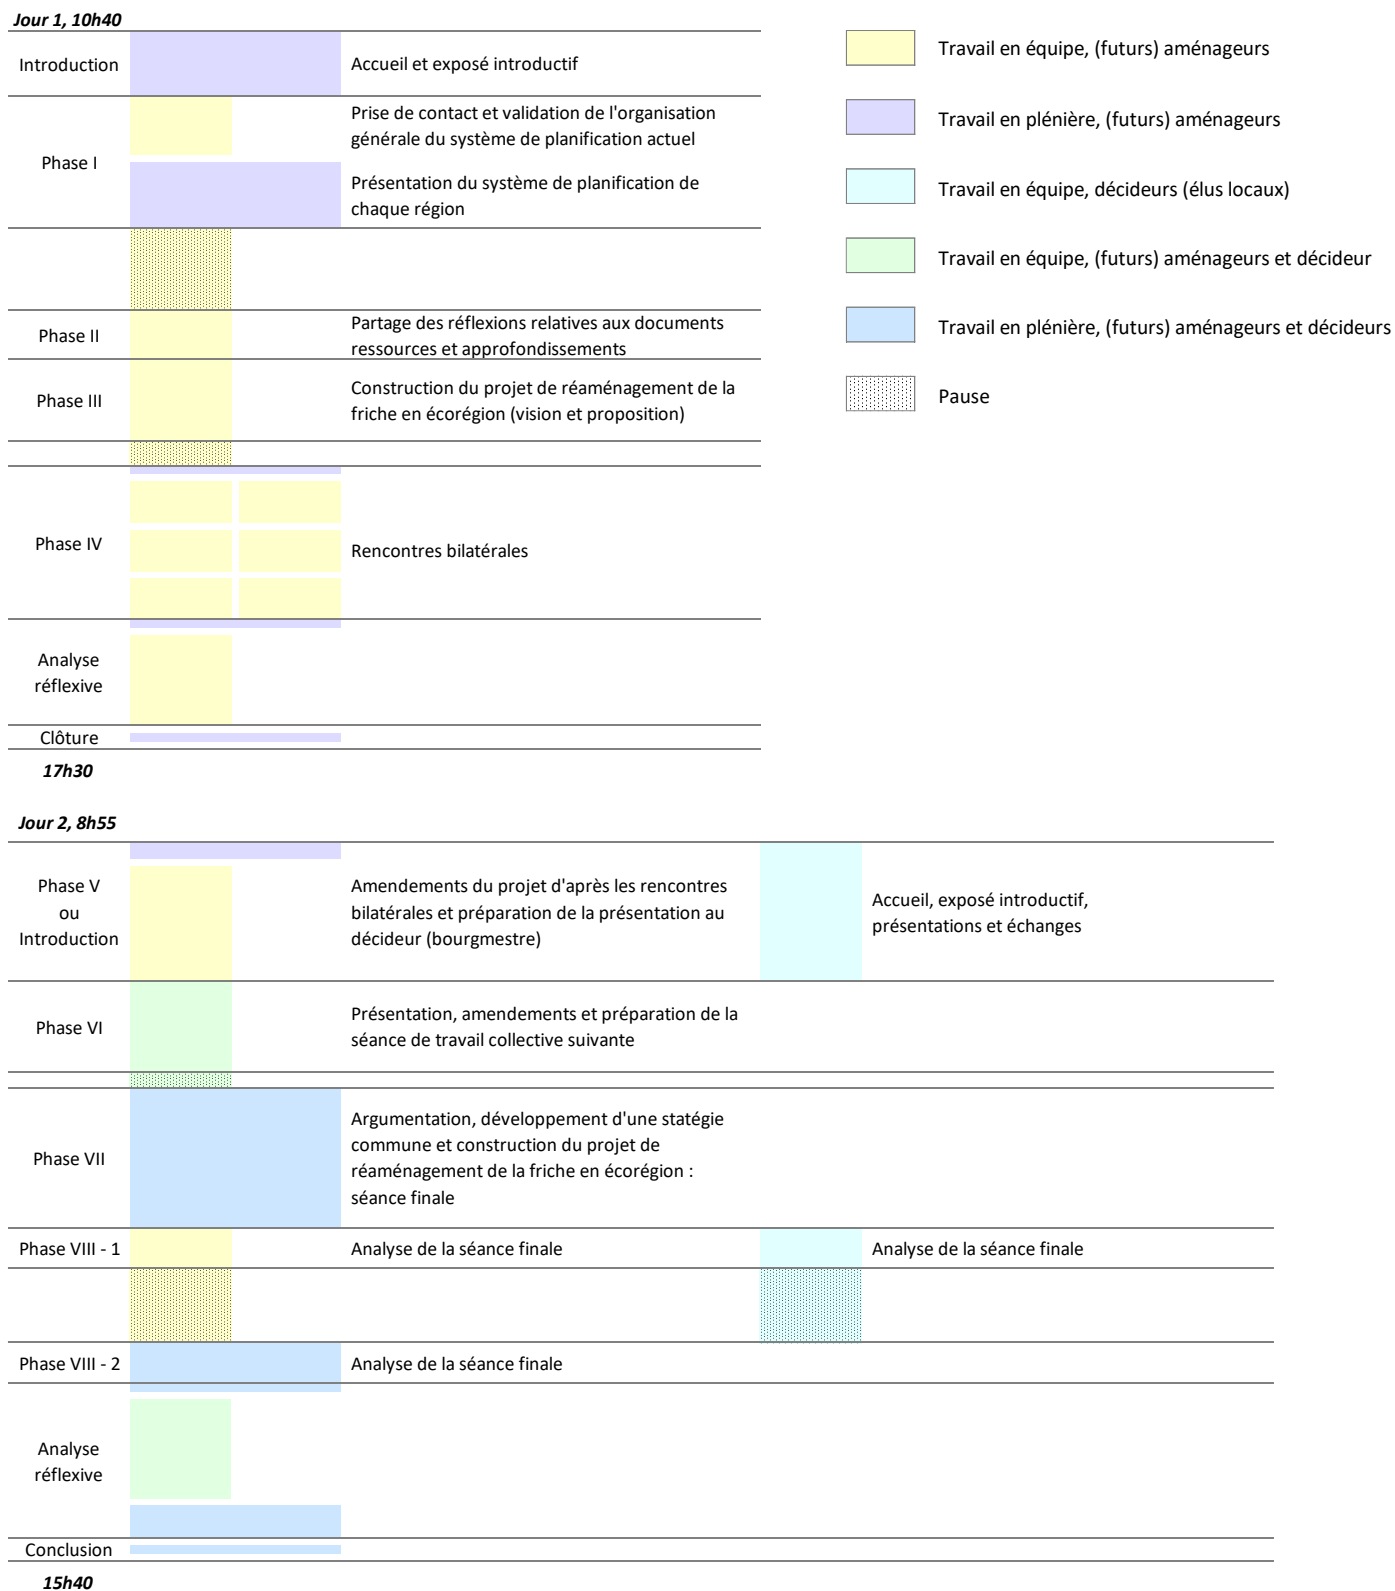 Jour 1, 10h40
Introduction
Accueil et exposé introductif
Phase I
Prise de contact et validation de l'organisation
générale du système de planification actuel
Présentation du système de planification de
chaque région
Phase II
Partage des réflexions relatives aux documents
ressources et approfondissements
Phase III
Construction du projet de réaménagement de la
friche en écorégion (vision et proposition)
Phase IV
Rencontres bilatérales
Analyse
réflexive
Clôture
17h30
Travail en équipe, (futurs) aménageurs
Travail en plénière, (futurs) aménageurs
Travail en équipe, décideurs (élus locaux)
Travail en équipe, (futurs) aménageurs et décideur
Travail en plénière, (futurs) aménageurs et décideurs
Pause
Jour 2, 8h55
Phase V
ou
Introduction
Amendements du projet d'après les rencontres
bilatérales et préparation de la présentation au
décideur (bourgmestre)
Accueil, exposé introductif,
présentations et échanges
Phase VI
Présentation, amendements et préparation de la
séance de travail collective suivante
Phase VII
Argumentation, développement d'une statégie
commune et construction du projet de
réaménagement de la friche en écorégion :
séance finale
Phase VIII - 1
Analyse de la séance finale
Analyse de la séance finale
Phase VIII - 2
Analyse de la séance finale
Analyse
réflexive
Conclusion
15h40